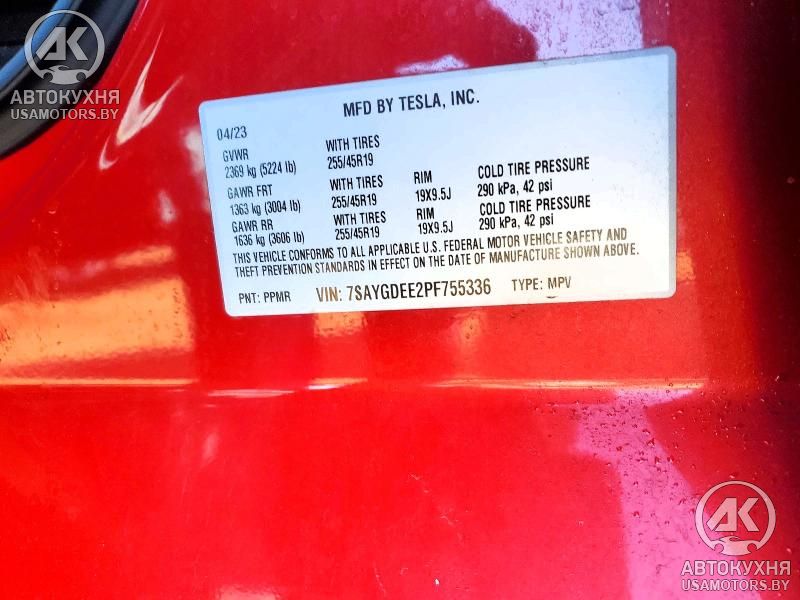 AK
АВТОКУХНЯ
USAMOTORS.BY
MFD BY TESLA, INC.
04/23
GVWR WITH TIRES
2369 kg (5224 lb) 255/45R19
GAWR FRT WITH TIRES RIM COLD TIRE PRESSURE
1363 kg (3004 lb) 255/45R19 19X9.5J 290 kPa, 42 psi
GAWR RR WITH TIRES RIM COLD TIRE PRESSURE
1636 kg (3606 lb) 255/45R19 19X9.5J 290 kPa, 42 psi
THIS VEHICLE CONFORMS TO ALL APPLICABLE U.S. FEDERAL MOTOR VEHICLE SAFETY AND
THEFT PREVENTION STANDARDS IN EFFECT ON THE DATE OF MANUFACTURE SHOWN ABOVE.
PNT: PPMR VIN: 7SAYGDEE2PF755336 TYPE: MPV
AK
АВТОКУХНЯ
USAMOTORS.BY